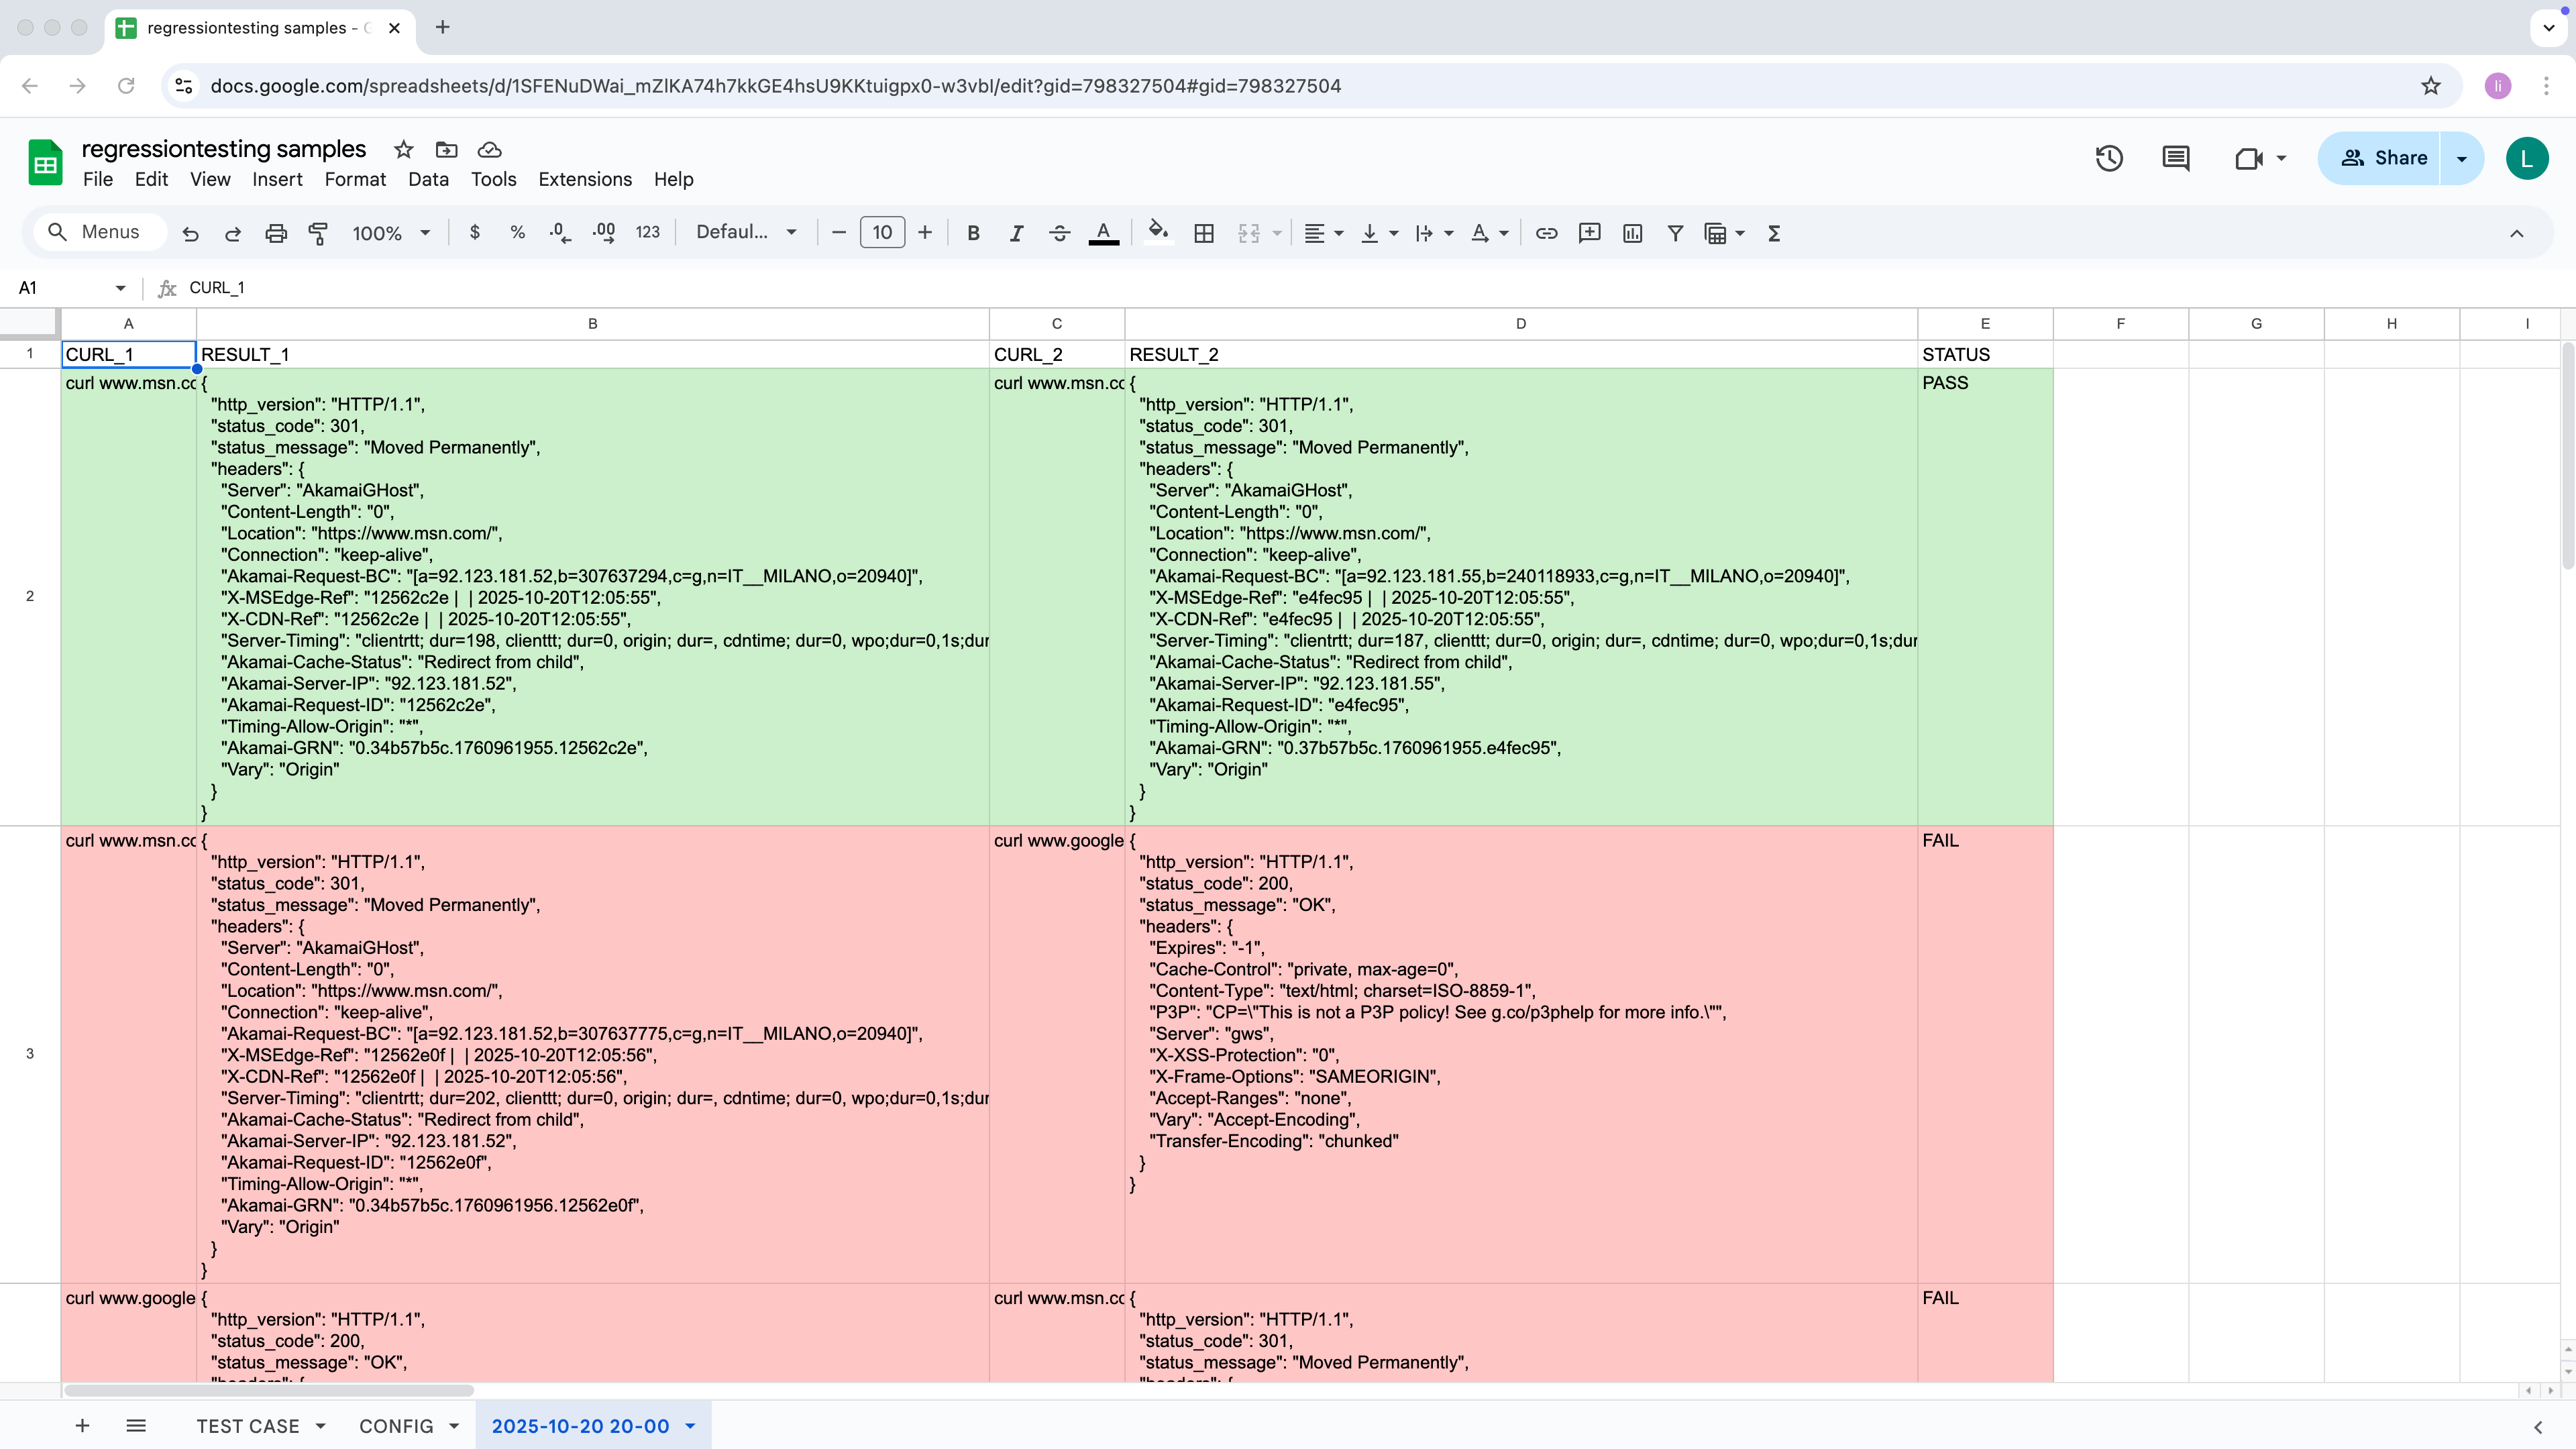 regressiontesting samples - G
docs.google.com/spreadsheets/d/1SFENuDWai_mZlKA74h7kkGE4hsU9KKtuigpx0-w3vbI/edit?gid=798327504#gid=798327504
li
regressiontesting samples
File Edit View Insert Format Data Tools Extensions Help
Share
L
Menus
100%
$ % .0 .00 123
Defaul...
10
B I S A
A1
fx CURL_1
A B C D E F G H I
1 CURL_1 RESULT_1 CURL_2 RESULT_2 STATUS
2
curl www.msn.co
{
"http_version": "HTTP/1.1",
"status_code": 301,
"status_message": "Moved Permanently",
"headers": {
"Server": "AkamaiGHost",
"Content-Length": "0",
"Location": "https://www.msn.com/",
"Connection": "keep-alive",
"Akamai-Request-BC": "[a=92.123.181.52,b=307637294,c=g,n=IT__MILANO,o=20940]",
"X-MSEdge-Ref": "12562c2e | | 2025-10-20T12:05:55",
"X-CDN-Ref": "12562c2e | | 2025-10-20T12:05:55",
"Server-Timing": "clientrtt; dur=198, clienttt; dur=0, origin; dur=, cdntime; dur=0, wpo;dur=0,1s;dur
"Akamai-Cache-Status": "Redirect from child",
"Akamai-Server-IP": "92.123.181.52",
"Akamai-Request-ID": "12562c2e",
"Timing-Allow-Origin": "*",
"Akamai-GRN": "0.34b57b5c.1760961955.12562c2e",
"Vary": "Origin"
}
}
curl www.msn.co
{
"http_version": "HTTP/1.1",
"status_code": 301,
"status_message": "Moved Permanently",
"headers": {
"Server": "AkamaiGHost",
"Content-Length": "0",
"Location": "https://www.msn.com/",
"Connection": "keep-alive",
"Akamai-Request-BC": "[a=92.123.181.55,b=240118933,c=g,n=IT__MILANO,o=20940]",
"X-MSEdge-Ref": "e4fec95 | | 2025-10-20T12:05:55",
"X-CDN-Ref": "e4fec95 | | 2025-10-20T12:05:55",
"Server-Timing": "clientrtt; dur=187, clienttt; dur=0, origin; dur=, cdntime; dur=0, wpo;dur=0,1s;dur
"Akamai-Cache-Status": "Redirect from child",
"Akamai-Server-IP": "92.123.181.55",
"Akamai-Request-ID": "e4fec95",
"Timing-Allow-Origin": "*",
"Akamai-GRN": "0.37b57b5c.1760961955.e4fec95",
"Vary": "Origin"
}
}
PASS
3
curl www.msn.co
{
"http_version": "HTTP/1.1",
"status_code": 301,
"status_message": "Moved Permanently",
"headers": {
"Server": "AkamaiGHost",
"Content-Length": "0",
"Location": "https://www.msn.com/",
"Connection": "keep-alive",
"Akamai-Request-BC": "[a=92.123.181.52,b=307637775,c=g,n=IT__MILANO,o=20940]",
"X-MSEdge-Ref": "12562e0f | | 2025-10-20T12:05:56",
"X-CDN-Ref": "12562e0f | | 2025-10-20T12:05:56",
"Server-Timing": "clientrtt; dur=202, clienttt; dur=0, origin; dur=, cdntime; dur=0, wpo;dur=0,1s;dur
"Akamai-Cache-Status": "Redirect from child",
"Akamai-Server-IP": "92.123.181.52",
"Akamai-Request-ID": "12562e0f",
"Timing-Allow-Origin": "*",
"Akamai-GRN": "0.34b57b5c.1760961956.12562e0f",
"Vary": "Origin"
}
}
curl www.google
{
"http_version": "HTTP/1.1",
"status_code": 200,
"status_message": "OK",
"headers": {
"Expires": "-1",
"Cache-Control": "private, max-age=0",
"Content-Type": "text/html; charset=ISO-8859-1",
"P3P": "CP=\"This is not a P3P policy! See g.co/p3phelp for more info.\"",
"Server": "gws",
"X-XSS-Protection": "0",
"X-Frame-Options": "SAMEORIGIN",
"Accept-Ranges": "none",
"Vary": "Accept-Encoding",
"Transfer-Encoding": "chunked"
}
}
FAIL
curl www.google
{
"http_version": "HTTP/1.1",
"status_code": 200,
"status_message": "OK",
"headers": {
curl www.msn.co
{
"http_version": "HTTP/1.1",
"status_code": 301,
"status_message": "Moved Permanently",
"headers": {
FAIL
TEST CASE CONFIG 2025-10-20 20-00